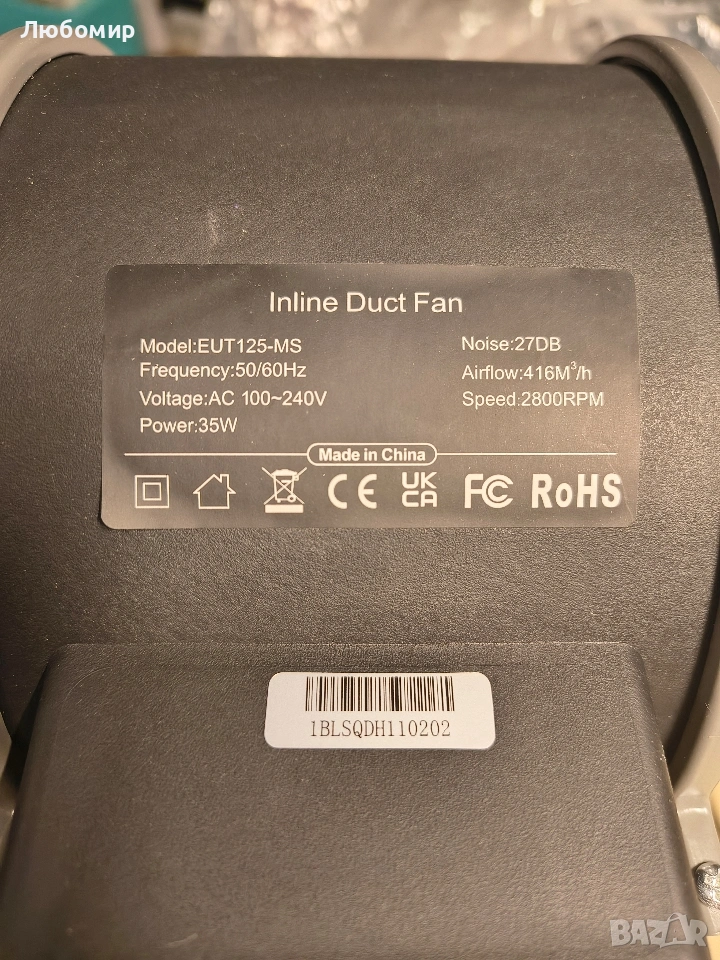 Любомир
Inline Duct Fan
Model:EUT125-MS
Frequency:50/60Hz
Voltage:AC 100~240V
Power:35W
Noise:27DB
Airflow:416M³/h
Speed:2800RPM
Made in China
CE UK CA FC RoHS
1BLSQDH110202
BAZAR